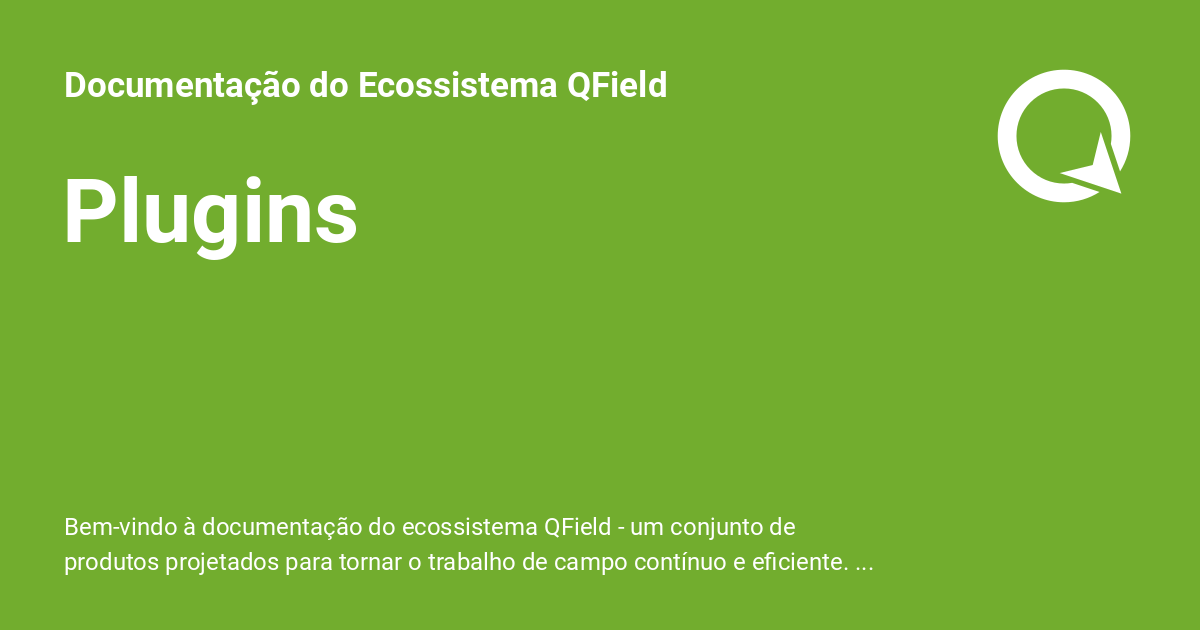 Documentação do Ecossistema QField
Plugins
Bem-vindo à documentação do ecossistema QField - um conjunto de
produtos projetados para tornar o trabalho de campo contínuo e eficiente. ...